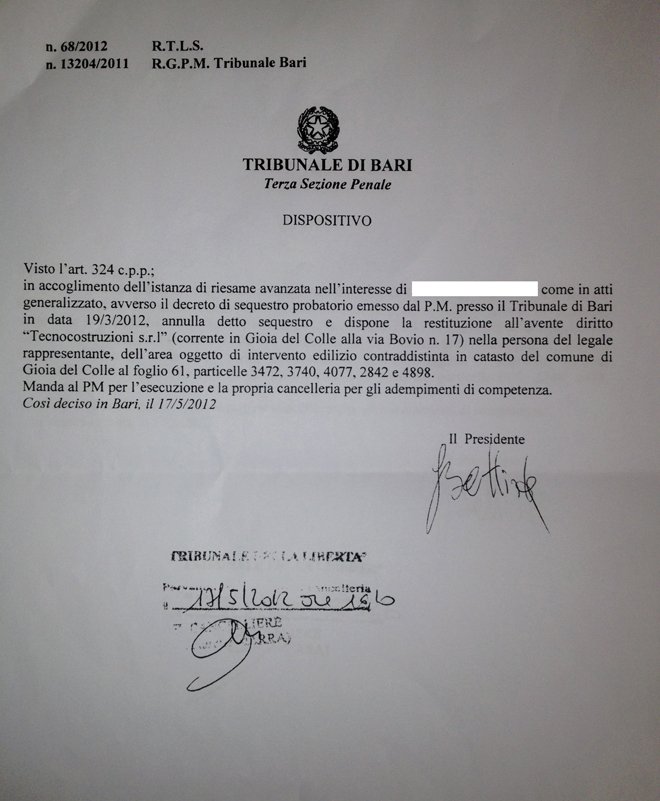 n. 68/2012 R.T.L.S.
n. 13204/2011 R.G.P.M. Tribunale Bari
TRIBUNALE DI BARI
Terza Sezione Penale
DISPOSITIVO
Visto l'art. 324 c.p.p.;
in accoglimento dell'istanza di riesame avanzata nell'interesse di come in atti
generalizzato, avverso il decreto di sequestro probatorio emesso dal P.M. presso il Tribunale di Bari
in data 19/3/2012, annulla detto sequestro e dispone la restituzione all'avente diritto
"Tecnocostruzioni s.r.l" (corrente in Gioia del Colle alla via Bovio n. 17) nella persona del legale
rappresentante, dell'area oggetto di intervento edilizio contraddistinta in catasto del comune di
Gioia del Colle al foglio 61, particelle 3472, 3740, 4077, 2842 e 4898.
Manda al PM per l'esecuzione e la propria cancelleria per gli adempimenti di competenza.
Così deciso in Bari, il 17/5/2012
Il Presidente
TRIBUNALE DELLA LIBERTA'
17/5/2012 ore